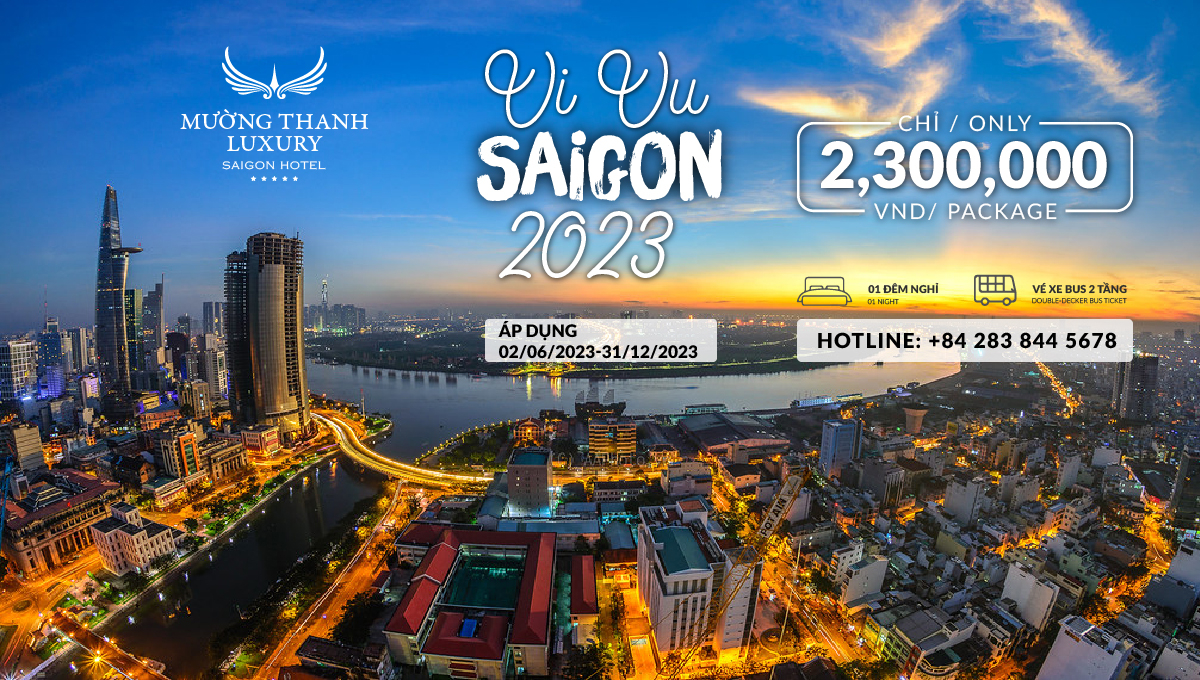 MƯỜNG THANH
LUXURY
SAIGON HOTEL
Vi Vu
SAiGON
2023
CHỈ / ONLY
2,300,000
VND/ PACKAGE
01 ĐÊM NGHỈ
01 NIGHT
VÉ XE BUS 2 TẦNG
DOUBLE-DECKER BUS TICKET
ÁP DỤNG
02/06/2023-31/12/2023
HOTLINE: +84 283 844 5678